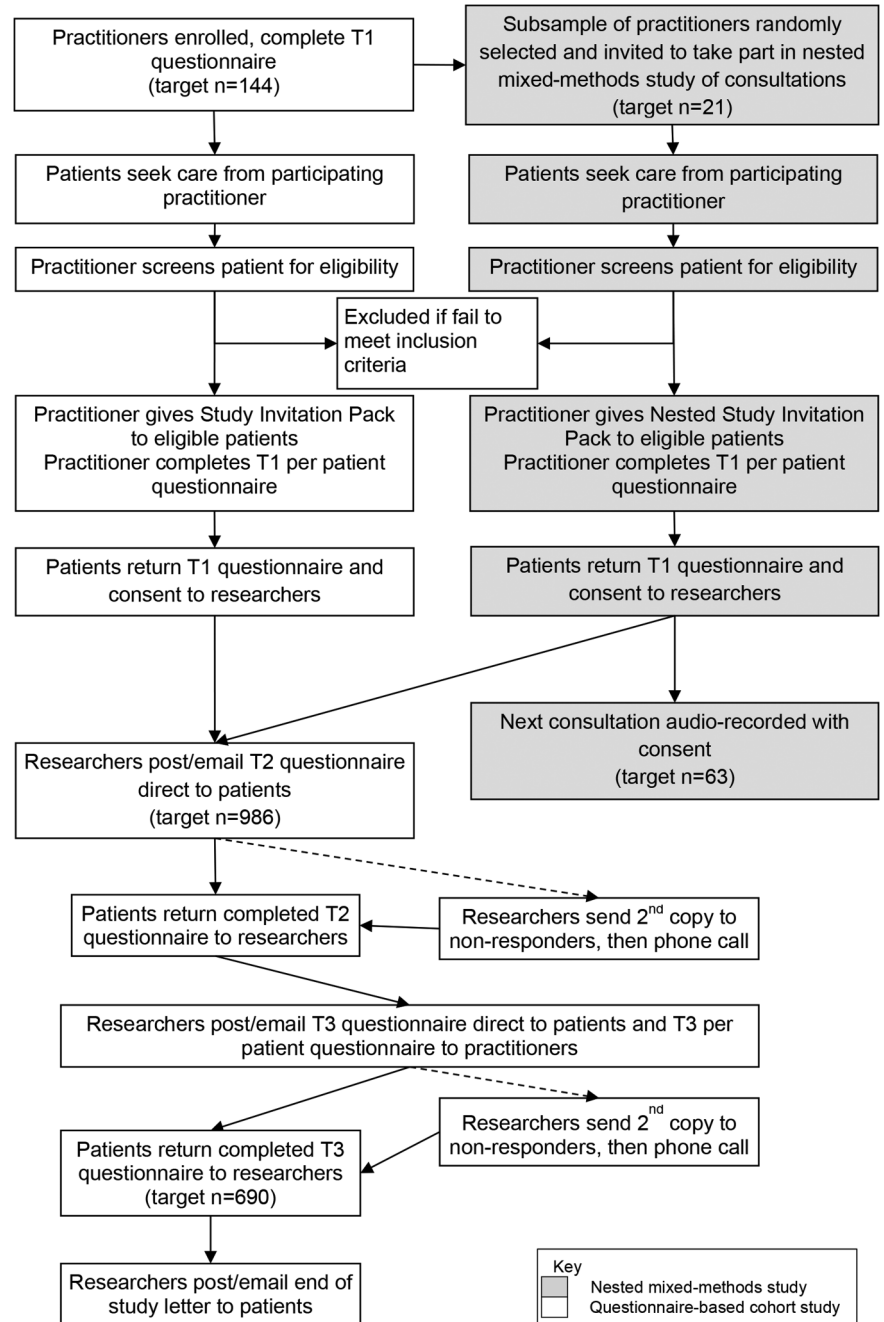 Practitioners enrolled, complete T1
questionnaire
(target n=144)
Subsample of practitioners randomly
selected and invited to take part in nested
mixed-methods study of consultations
(target n=21)
Patients seek care from participating
practitioner
Patients seek care from participating
practitioner
Practitioner screens patient for eligibility
Practitioner screens patient for eligibility
Excluded if fail to
meet inclusion
criteria
Practitioner gives Study Invitation Pack
to eligible patients
Practitioner completes T1 per patient
questionnaire
Practitioner gives Nested Study Invitation
Pack to eligible patients
Practitioner completes T1 per patient
questionnaire
Patients return T1 questionnaire and
consent to researchers
Patients return T1 questionnaire and
consent to researchers
Next consultation audio-recorded with
consent
(target n=63)
Researchers post/email T2 questionnaire
direct to patients
(target n=986)
Patients return completed T2
questionnaire to researchers
Researchers send 2nd copy to
non-responders, then phone call
Researchers post/email T3 questionnaire direct to patients and T3 per
patient questionnaire to practitioners
Researchers send 2nd copy to
non-responders, then phone call
Patients return completed T3
questionnaire to researchers
(target n=690)
Researchers post/email end of
study letter to patients
Key
Nested mixed-methods study
Questionnaire-based cohort study